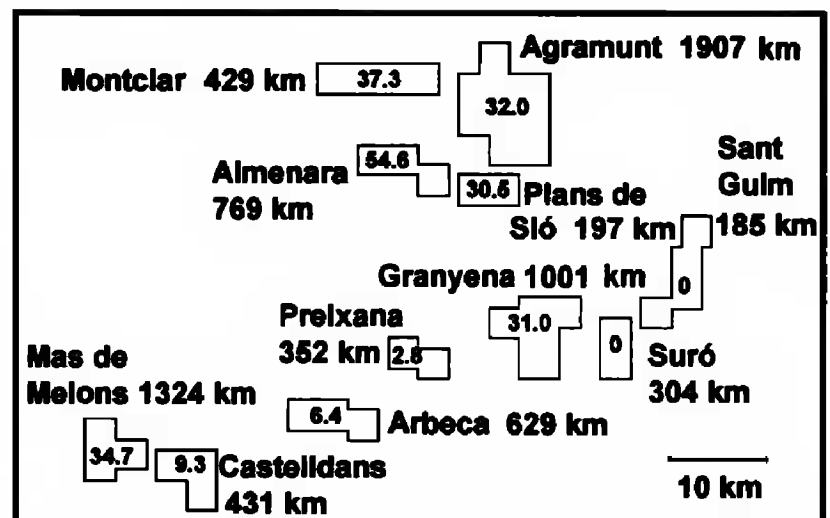 Agramunt 1907 km
Montclar 429 km
37.3
32.0
Almenara
769 km
54.6
30.5
Plans de
Sió 197 km
Sant
Guim
185 km
0
Granyena 1001 km
31.0
Preixana
352 km
2.8
0
Suró
304 km
Mas de
Melons 1324 km
34.7
6.4
Arbeca 629 km
9.3
Castelldans
431 km
10 km